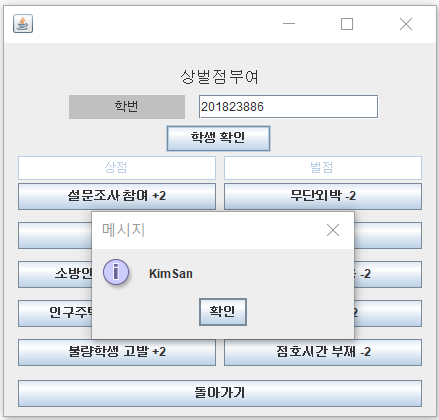 상벌점부여
학번 201823886
학생 확인
상점 벌점
설문조사 참여 +2 무단외박 -2
메시지
KimSan
확인
소방인 -2
인구주택 -2
불량학생 고발 +2 점호시간 부재 -2
돌아가기